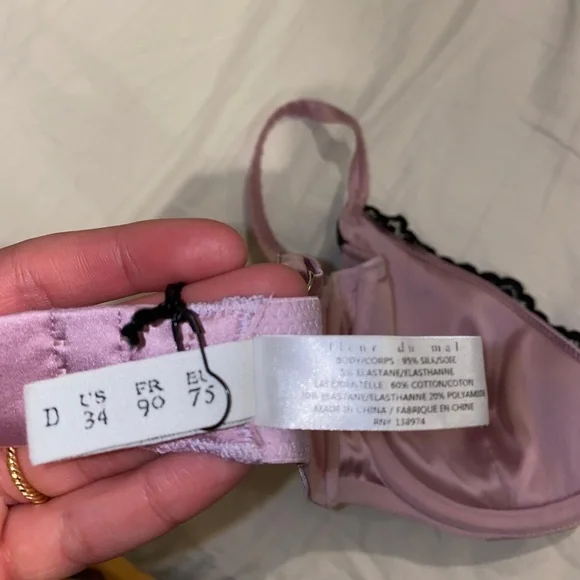 D US FR EU
34 90 75
fleur du mal
BODY/CORPS: 95% SILK/SOIE
5% ELASTANE/ELASTHANNE
LACE/DENTELLE: 60% COTTON/COTON
20% ELASTANE/ELASTHANNE 20% POLYAMIDE
MADE IN CHINA / FABRIQUE EN CHINE
RN# 138974